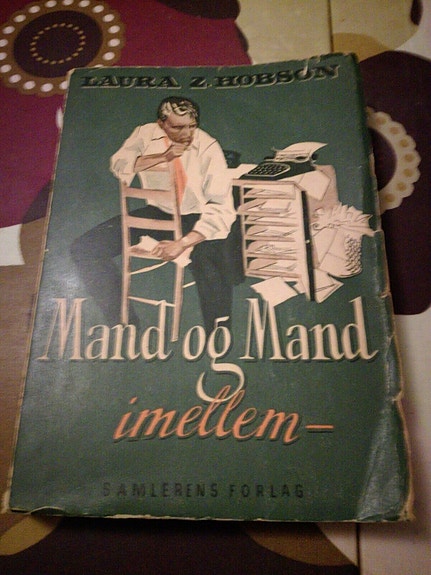 LAURA Z. HOBSON
Mand og Mand
imellem –
SAMLERENS FORLAG